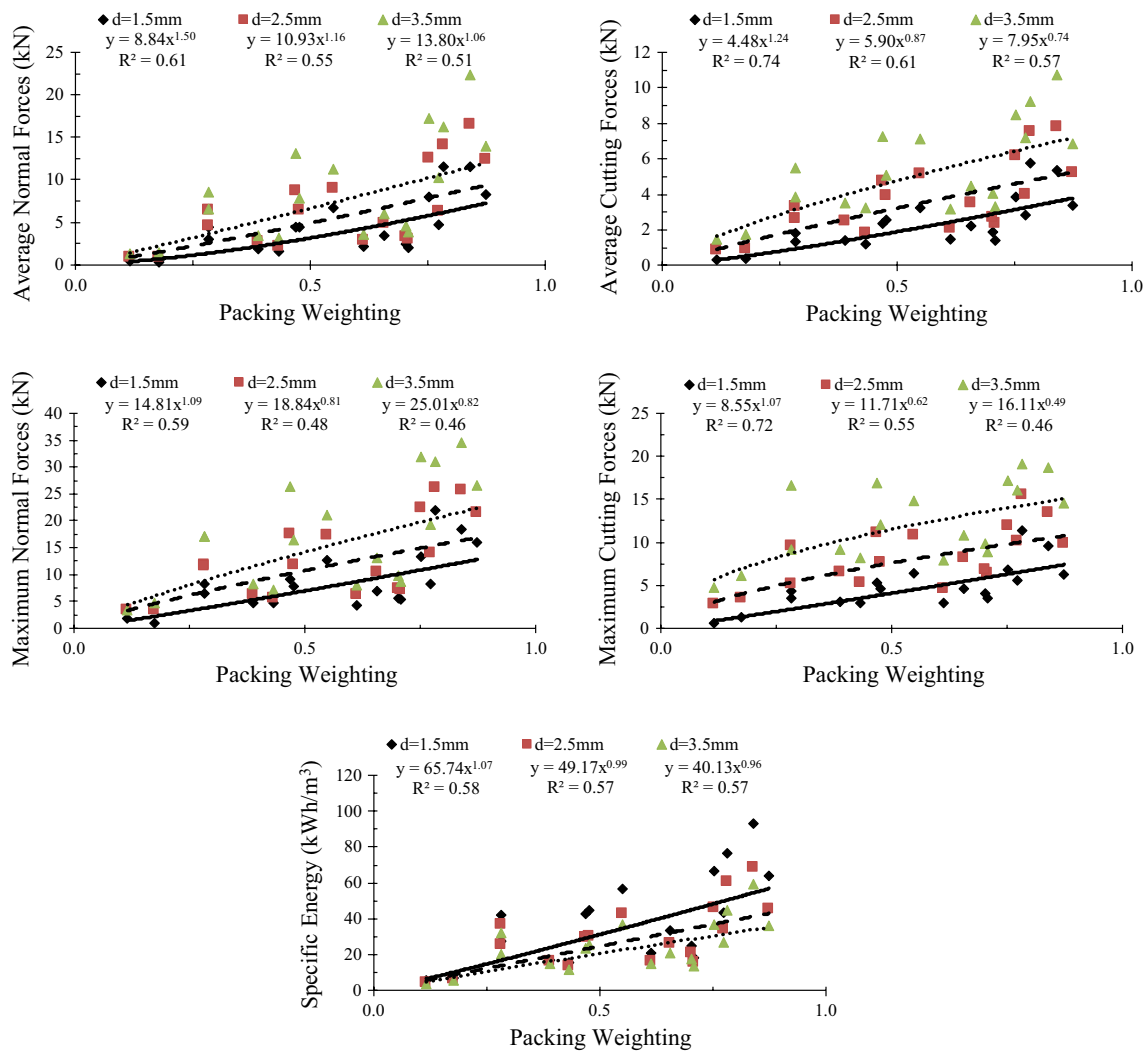 d=1.5mm d=2.5mm d=3.5mm
y = 8.84x^1.50 y = 10.93x^1.16 y = 13.80x^1.06
R² = 0.61 R² = 0.55 R² = 0.51
Average Normal Forces (kN)
25
20
15
10
5
0
0.0 0.5 1.0
Packing Weighting
d=1.5mm d=2.5mm d=3.5mm
y = 4.48x^1.24 y = 5.90x^0.87 y = 7.95x^0.74
R² = 0.74 R² = 0.61 R² = 0.57
Average Cutting Forces (kN)
12
10
8
6
4
2
0
0.0 0.5 1.0
Packing Weighting
d=1.5mm d=2.5mm d=3.5mm
y = 14.81x^1.09 y = 18.84x^0.81 y = 25.01x^0.82
R² = 0.59 R² = 0.48 R² = 0.46
Maximum Normal Forces (kN)
40
35
30
25
20
15
10
5
0
0.0 0.5 1.0
Packing Weighting
d=1.5mm d=2.5mm d=3.5mm
y = 8.55x^1.07 y = 11.71x^0.62 y = 16.11x^0.49
R² = 0.72 R² = 0.55 R² = 0.46
Maximum Cutting Forces (kN)
25
20
15
10
5
0
0.0 0.5 1.0
Packing Weighting
d=1.5mm d=2.5mm d=3.5mm
y = 65.74x^1.07 y = 49.17x^0.99 y = 40.13x^0.96
R² = 0.58 R² = 0.57 R² = 0.57
Specific Energy (kWh/m³)
120
100
80
60
40
20
0
0.0 0.5 1.0
Packing Weighting